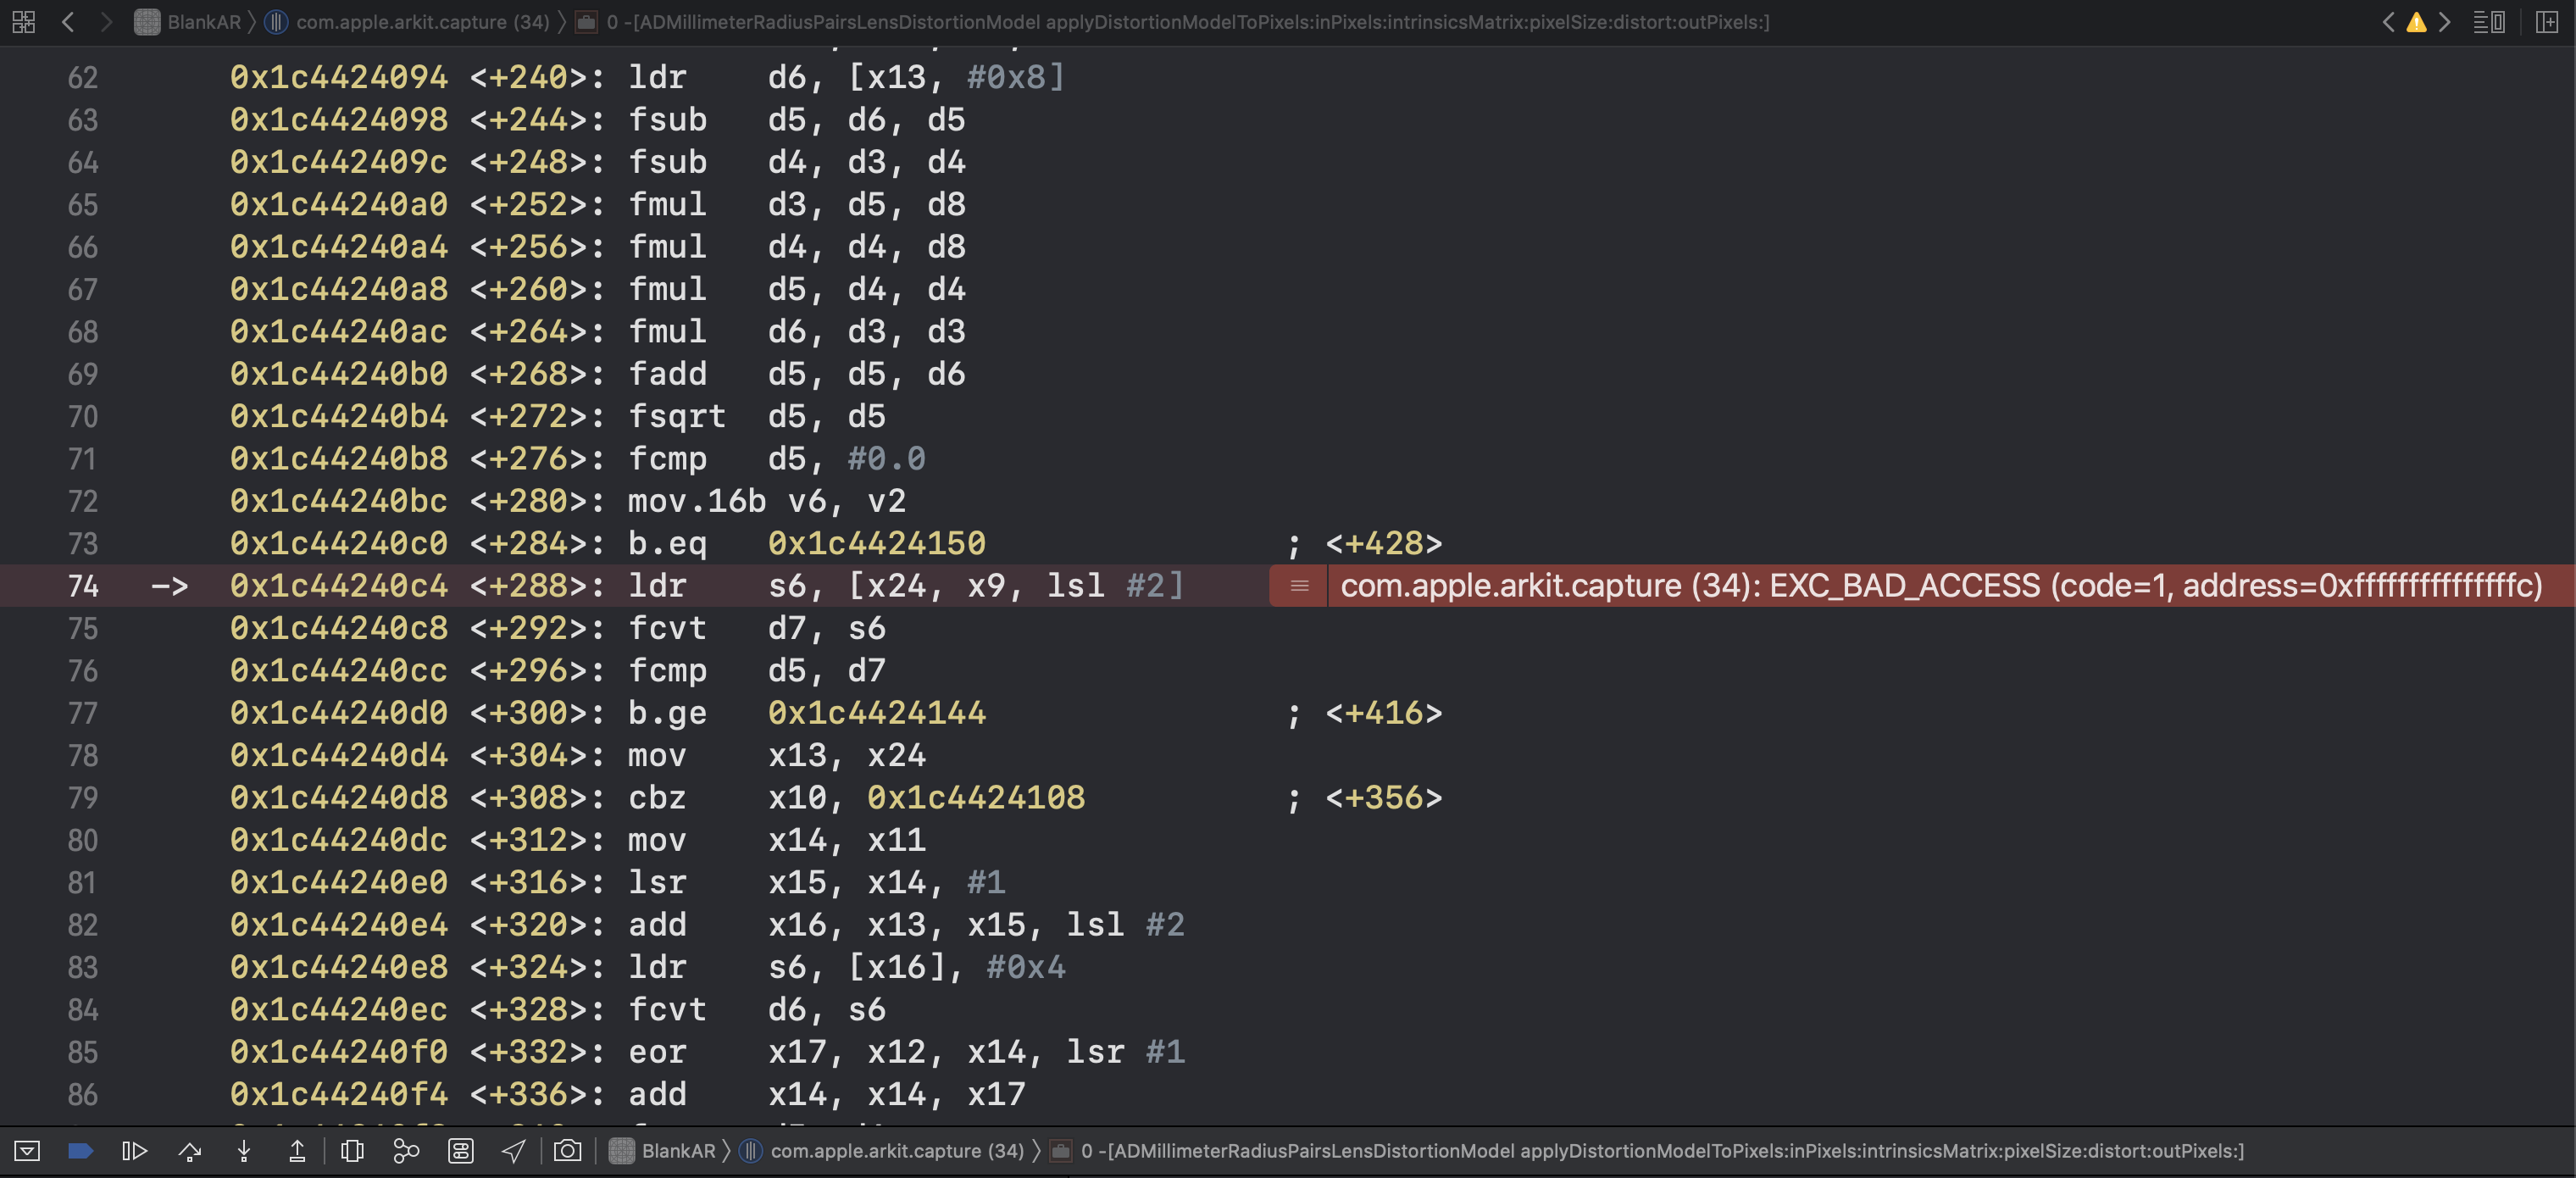 BlankAR com.apple.arkit.capture (34) 0 -[ADMillimeterRadiusPairsLensDistortionModel applyDistortionModelToPixels:inPixels:intrinsicsMatrix:pixelSize:distort:outPixels:]
62 0x1c4424094 <+240>: ldr d6, [x13, #0x8]
63 0x1c4424098 <+244>: fsub d5, d6, d5
64 0x1c442409c <+248>: fsub d4, d3, d4
65 0x1c44240a0 <+252>: fmul d3, d5, d8
66 0x1c44240a4 <+256>: fmul d4, d4, d8
67 0x1c44240a8 <+260>: fmul d5, d4, d4
68 0x1c44240ac <+264>: fmul d6, d3, d3
69 0x1c44240b0 <+268>: fadd d5, d5, d6
70 0x1c44240b4 <+272>: fsqrt d5, d5
71 0x1c44240b8 <+276>: fcmp d5, #0.0
72 0x1c44240bc <+280>: mov.16b v6, v2
73 0x1c44240c0 <+284>: b.eq 0x1c4424150 ; <+428>
74 -> 0x1c44240c4 <+288>: ldr s6, [x24, x9, lsl #2] com.apple.arkit.capture (34): EXC_BAD_ACCESS (code=1, address=0xfffffffffffffffc)
75 0x1c44240c8 <+292>: fcvt d7, s6
76 0x1c44240cc <+296>: fcmp d5, d7
77 0x1c44240d0 <+300>: b.ge 0x1c4424144 ; <+416>
78 0x1c44240d4 <+304>: mov x13, x24
79 0x1c44240d8 <+308>: cbz x10, 0x1c4424108 ; <+356>
80 0x1c44240dc <+312>: mov x14, x11
81 0x1c44240e0 <+316>: lsr x15, x14, #1
82 0x1c44240e4 <+320>: add x16, x13, x15, lsl #2
83 0x1c44240e8 <+324>: ldr s6, [x16], #0x4
84 0x1c44240ec <+328>: fcvt d6, s6
85 0x1c44240f0 <+332>: eor x17, x12, x14, lsr #1
86 0x1c44240f4 <+336>: add x14, x14, x17
BlankAR com.apple.arkit.capture (34) 0 -[ADMillimeterRadiusPairsLensDistortionModel applyDistortionModelToPixels:inPixels:intrinsicsMatrix:pixelSize:distort:outPixels:]